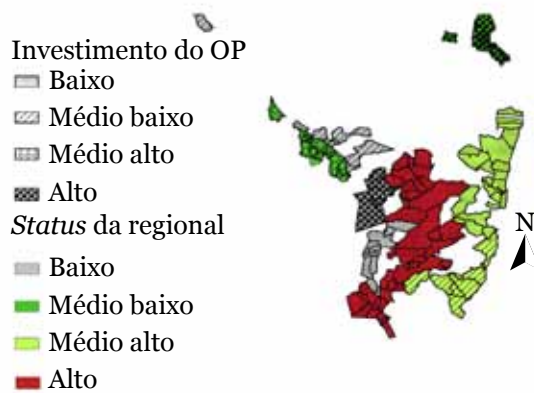 Investimento do OP
Baixo
Médio baixo
Médio alto
Alto
Status da regional
Baixo
Médio baixo
Médio alto
Alto
N